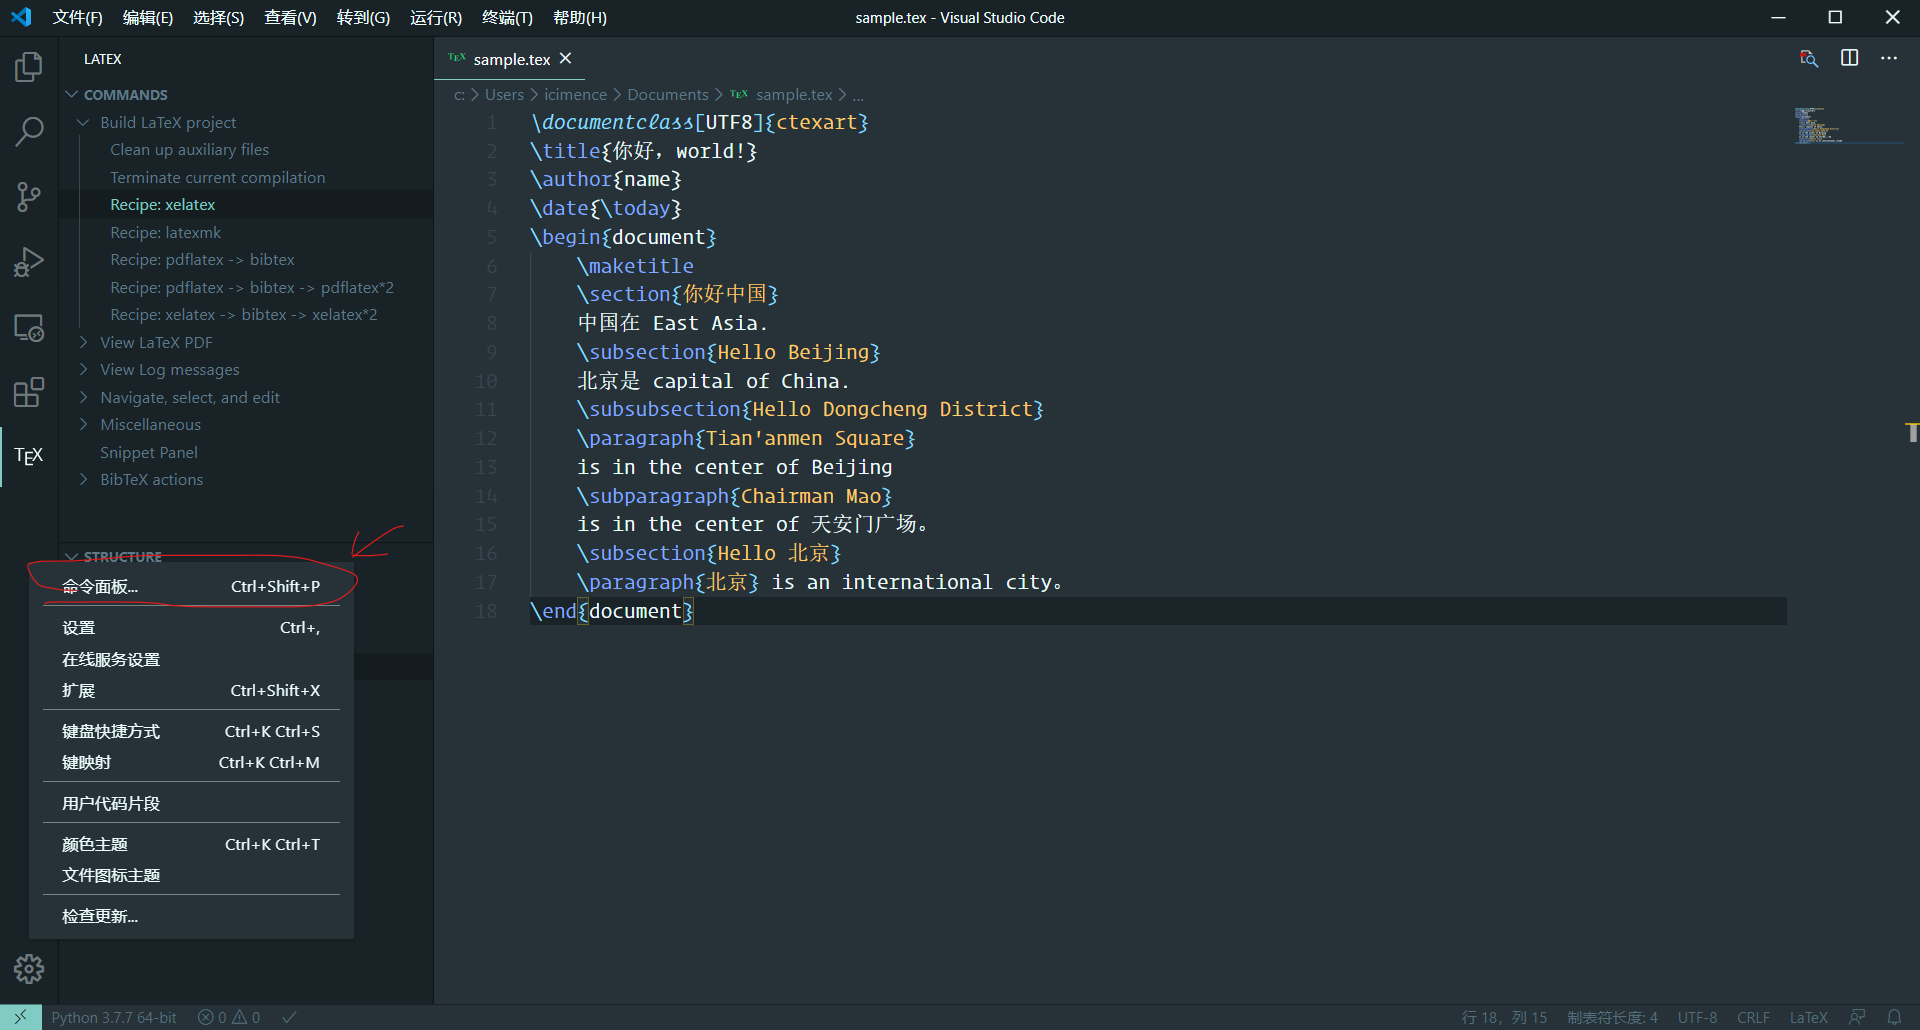 文件(F) 编辑(E) 选择(S) 查看(V) 转到(G) 运行(R) 终端(T) 帮助(H) sample.tex - Visual Studio Code
LATEX
COMMANDS
Build LaTeX project
Clean up auxiliary files
Terminate current compilation
Recipe: xelatex
Recipe: latexmk
Recipe: pdflatex -> bibtex
Recipe: pdflatex -> bibtex -> pdflatex*2
Recipe: xelatex -> bibtex -> xelatex*2
View LaTeX PDF
View Log messages
Navigate, select, and edit
Miscellaneous
Snippet Panel
BibTeX actions
TEX
STRUCTURE
命令面板... Ctrl+Shift+P
设置 Ctrl+,
在线服务设置
扩展 Ctrl+Shift+X
键盘快捷方式 Ctrl+K Ctrl+S
键映射 Ctrl+K Ctrl+M
用户代码片段
颜色主题 Ctrl+K Ctrl+T
文件图标主题
检查更新...
TEX sample.tex
c: > Users > icimence > Documents > TEX sample.tex > ...
1 \documentclass[UTF8]{ctexart}
2 \title{你好，world!}
3 \author{name}
4 \date{\today}
5 \begin{document}
6 \maketitle
7 \section{你好中国}
8 中国在 East Asia.
9 \subsection{Hello Beijing}
10 北京是 capital of China.
11 \subsubsection{Hello Dongcheng District}
12 \paragraph{Tian'anmen Square}
13 is in the center of Beijing
14 \subparagraph{Chairman Mao}
15 is in the center of 天安门广场。
16 \subsection{Hello 北京}
17 \paragraph{北京} is an international city。
18 \end{document}
Python 3.7.7 64-bit 0 0 行 18，列 15 制表符长度: 4 UTF-8 CRLF LaTeX